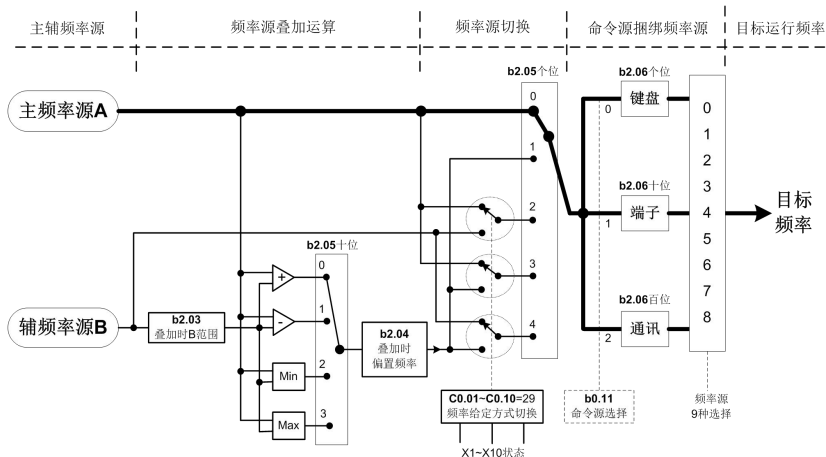 主辅频率源
频率源叠加运算
频率源切换
命令源捆绑频率源
目标运行频率
b2.05个位
b2.06个位
主频率源A
0
键盘
0
0
1
1
2
b2.06十位
3
2
端子
4
目标
频率
1
5
b2.05十位
0
3
6
7
b2.06百位
+
1
4
8
辅频率源B
b2.03
叠加时B范围
-
b2.04
叠加时
偏置频率
通讯
2
Min
2
Max
3
C0.01~C0.10=29
频率给定方式切换
b0.11
命令源选择
频率源
9种选择
X1~X10状态